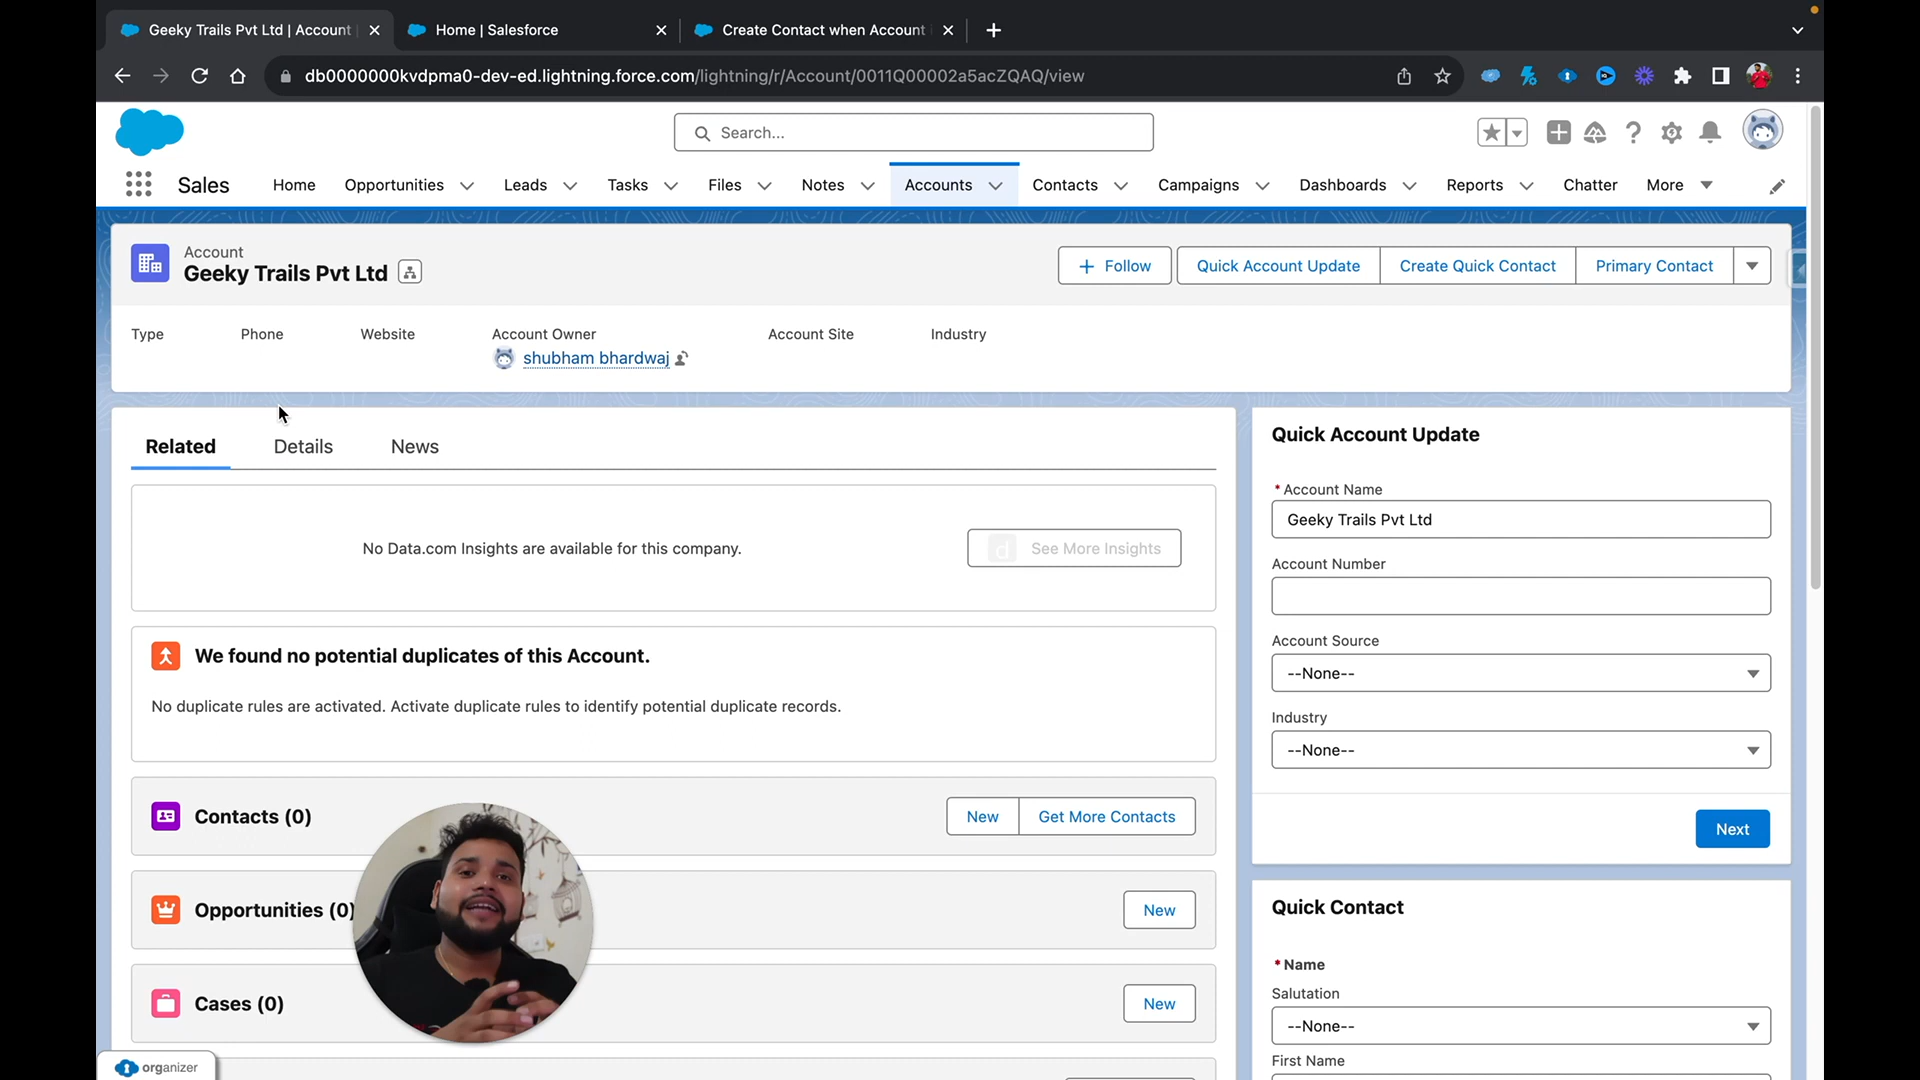 Geeky Trails Pvt Ltd | Account
Home | Salesforce
Create Contact when Account
db0000000kvdpma0-dev-ed.lightning.force.com/lightning/r/Account/0011Q00002a5acZQAQ/view
Search...
Sales
Home
Opportunities
Leads
Tasks
Files
Notes
Accounts
Contacts
Campaigns
Dashboards
Reports
Chatter
More
Account
Geeky Trails Pvt Ltd
Follow
Quick Account Update
Create Quick Contact
Primary Contact
Type
Phone
Website
Account Owner
Account Site
Industry
shubham bhardwaj
Related
Details
News
No Data.com Insights are available for this company.
See More Insights
We found no potential duplicates of this Account.
No duplicate rules are activated. Activate duplicate rules to identify potential duplicate records.
Contacts (0)
New
Get More Contacts
Opportunities (0)
New
Cases (0)
New
Quick Account Update
* Account Name
Geeky Trails Pvt Ltd
Account Number
Account Source
--None--
Industry
--None--
Next
Quick Contact
* Name
Salutation
--None--
First Name
organizer